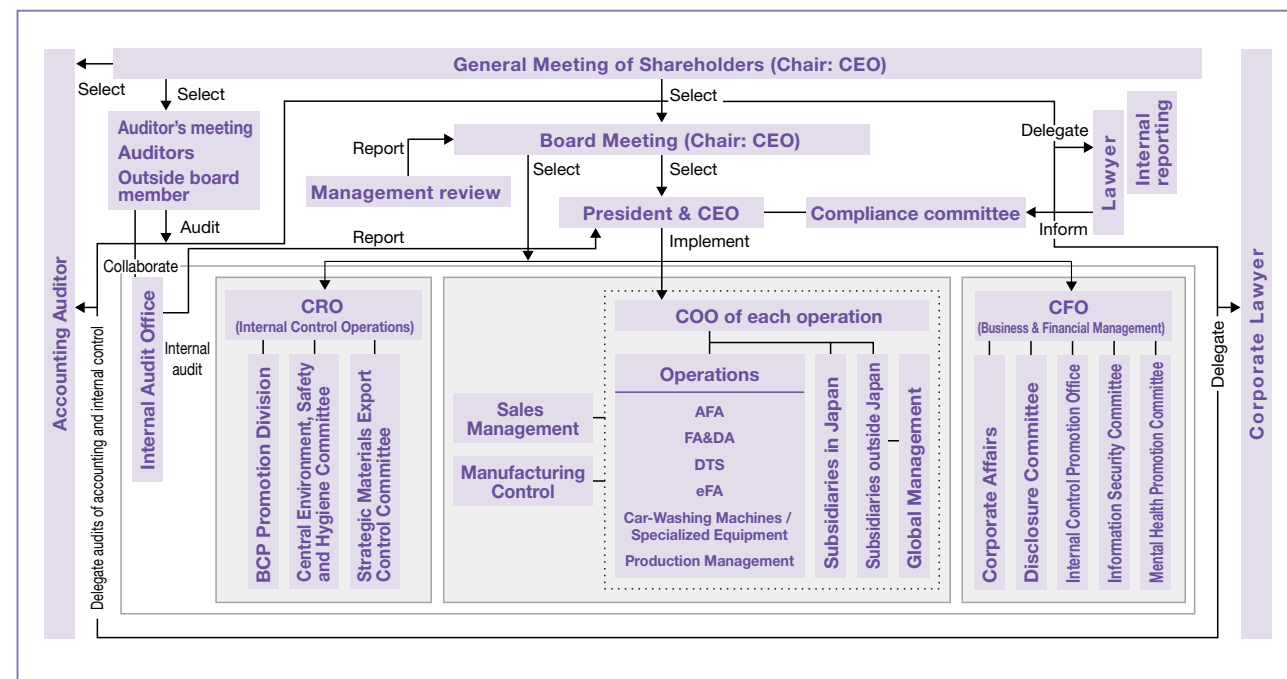 General Meeting of Shareholders (Chair: CEO)
Select
Select
Select
Auditor's meeting
Auditors
Outside board
member
Board Meeting (Chair: CEO)
Report
Management review
Select
Select
Delegate
Lawyer
Internal
reporting
President & CEO
Compliance committee
Inform
Audit
Report
Implement
Collaborate
Accounting Auditor
Delegate audits of accounting and internal control
Internal Audit Office
Internal
audit
CRO
(Internal Control Operations)
BCP Promotion Division
Central Environment, Safety
and Hygiene Committee
Strategic Materials Export
Control Committee
Sales
Management
Manufacturing
Control
COO of each operation
Operations
AFA
FA&DA
DTS
eFA
Car-Washing Machines /
Specialized Equipment
Production Management
Subsidiaries in Japan
Subsidiaries outside Japan
Global Management
CFO
(Business & Financial Management)
Corporate Affairs
Disclosure Committee
Internal Control Promotion Office
Information Security Committee
Mental Health Promotion Committee
Delegate
Corporate Lawyer